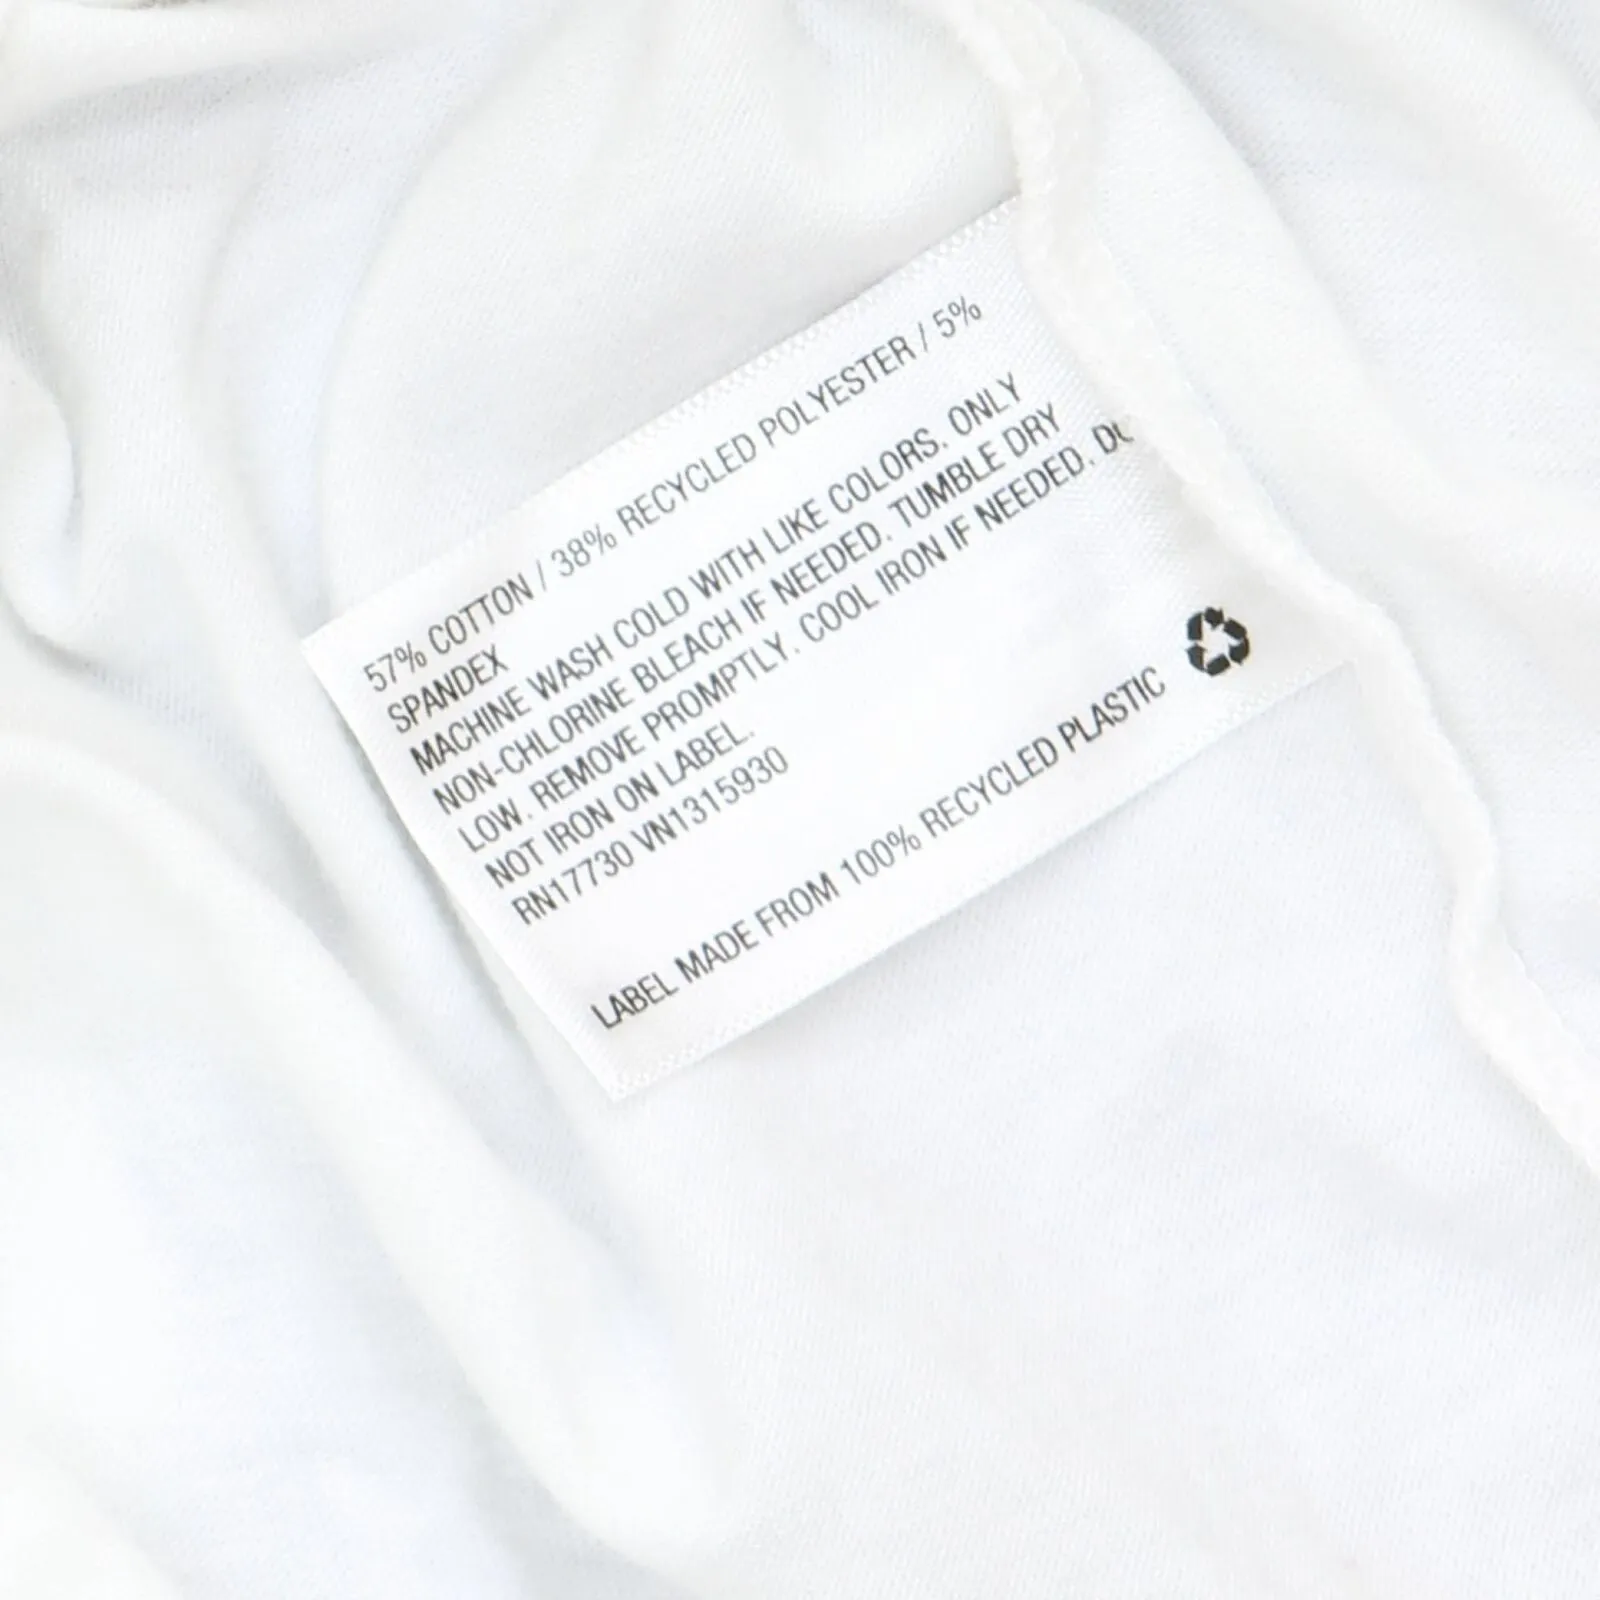 57% COTTON / 38% RECYCLED POLYESTER / 5%
SPANDEX
MACHINE WASH COLD WITH LIKE COLORS. ONLY
NON-CHLORINE BLEACH IF NEEDED. TUMBLE DRY
LOW. REMOVE PROMPTLY. COOL IRON IF NEEDED.
NOT IRON ON LABEL.
RN17730 VN1315930
LABEL MADE FROM 100% RECYCLED PLASTIC